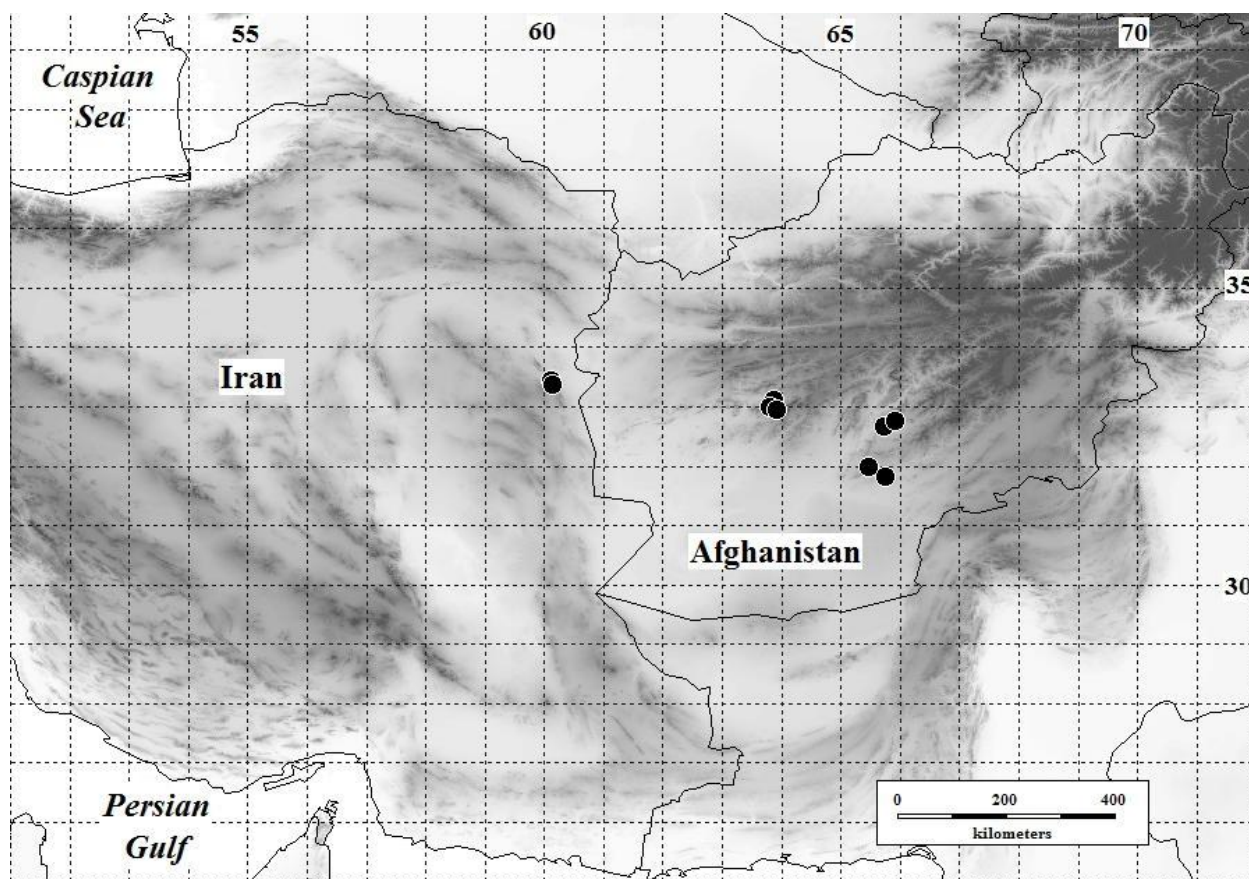 55
60
65
70
Caspian
Sea
35
Iran
Afghanistan
30
Persian
Gulf
0 200 400
kilometers